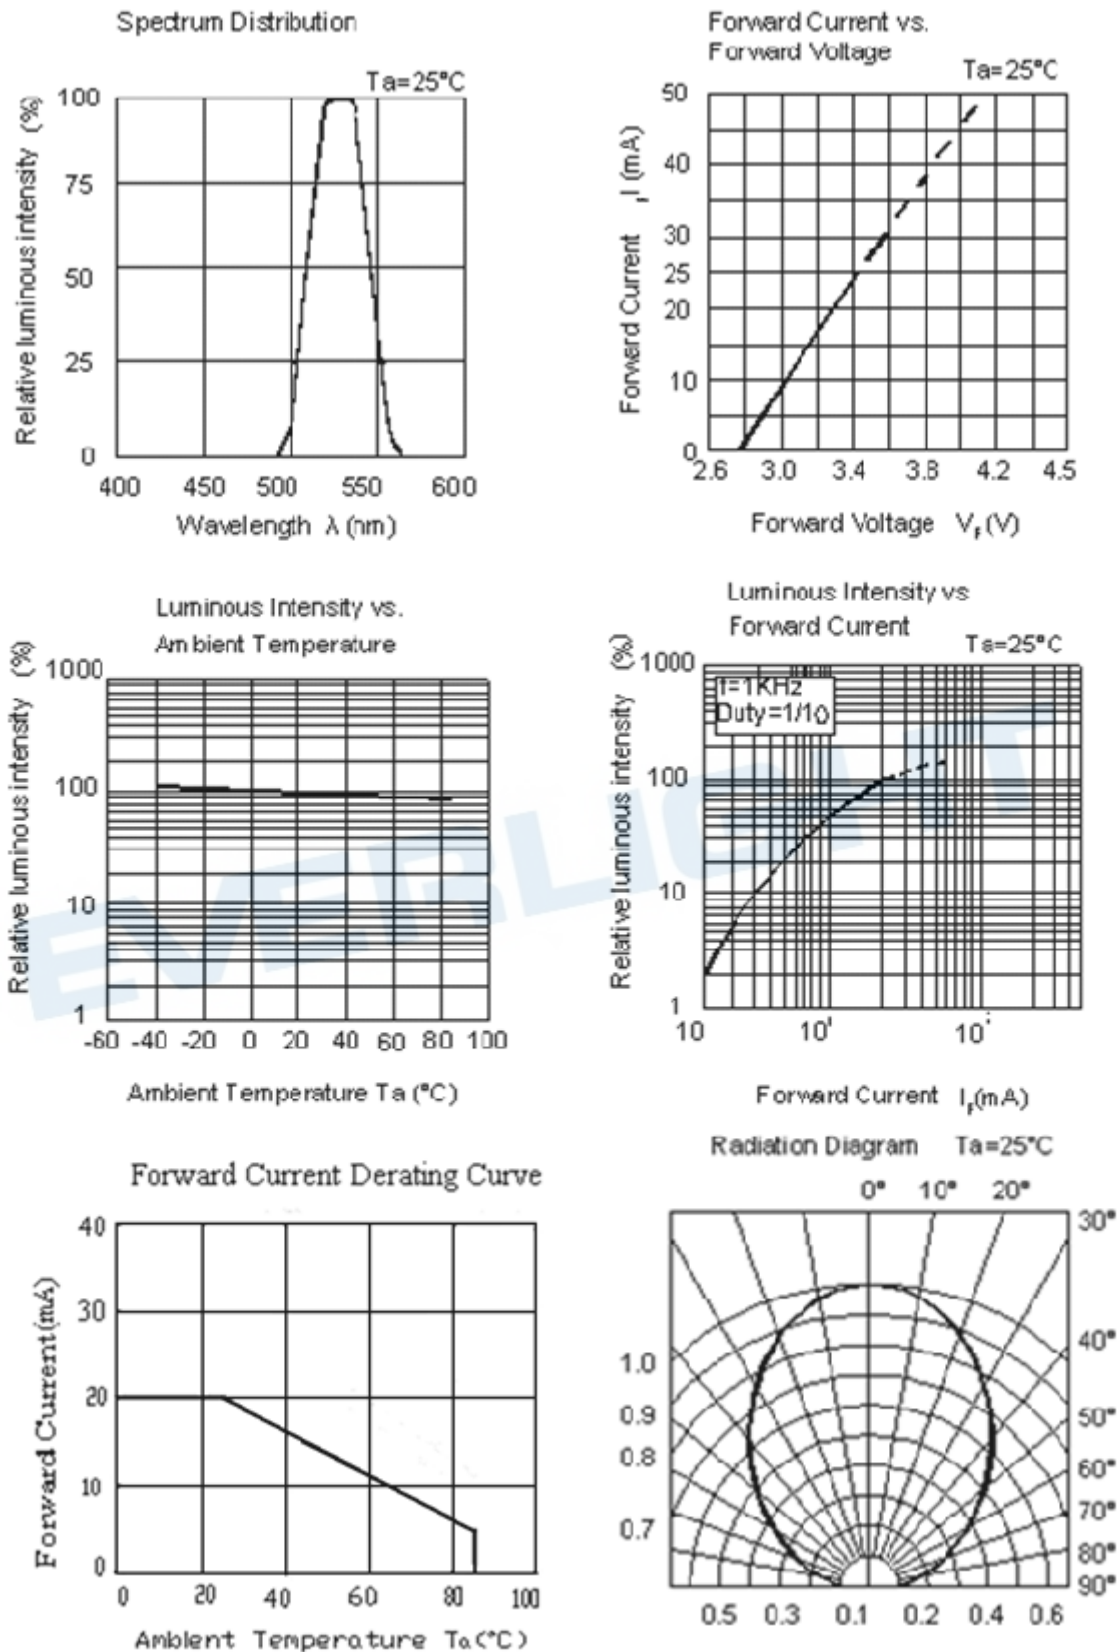 Spectrum Distribution
Ta=25°C
Relative luminous intensity (%)
100
75
50
25
0
400 450 500 550 600
Wavelength λ (nm)
Forward Current vs.
Forward Voltage
Ta=25°C
Forward Current I (mA)
50
40
30
25
20
10
0
2.6 3.0 3.4 3.8 4.2 4.5
Forward Voltage VF (V)
Luminous Intensity vs.
Ambient Temperature
Relative luminous intensity (%)
1000
100
10
1
-60 -40 -20 0 20 40 60 80 100
Ambient Temperature Ta (°C)
Luminous Intensity vs
Forward Current
Ta=25°C
f=1KHz
Duty=1/10
Relative luminous intensity (%)
1000
100
10
1
10 10¹ 10
Forward Current IF(mA)
EVERLIGHT
Forward Current Derating Curve
Forward Current(mA)
40
30
20
10
0
0 20 40 60 80 100
Ambient Temperature Ta(°C)
Radiation Diagram Ta=25°C
0° 10° 20°
30°
40°
50°
60°
70°
80°
90°
1.0
0.9
0.8
0.7
0.5 0.3 0.1 0.2 0.4 0.6